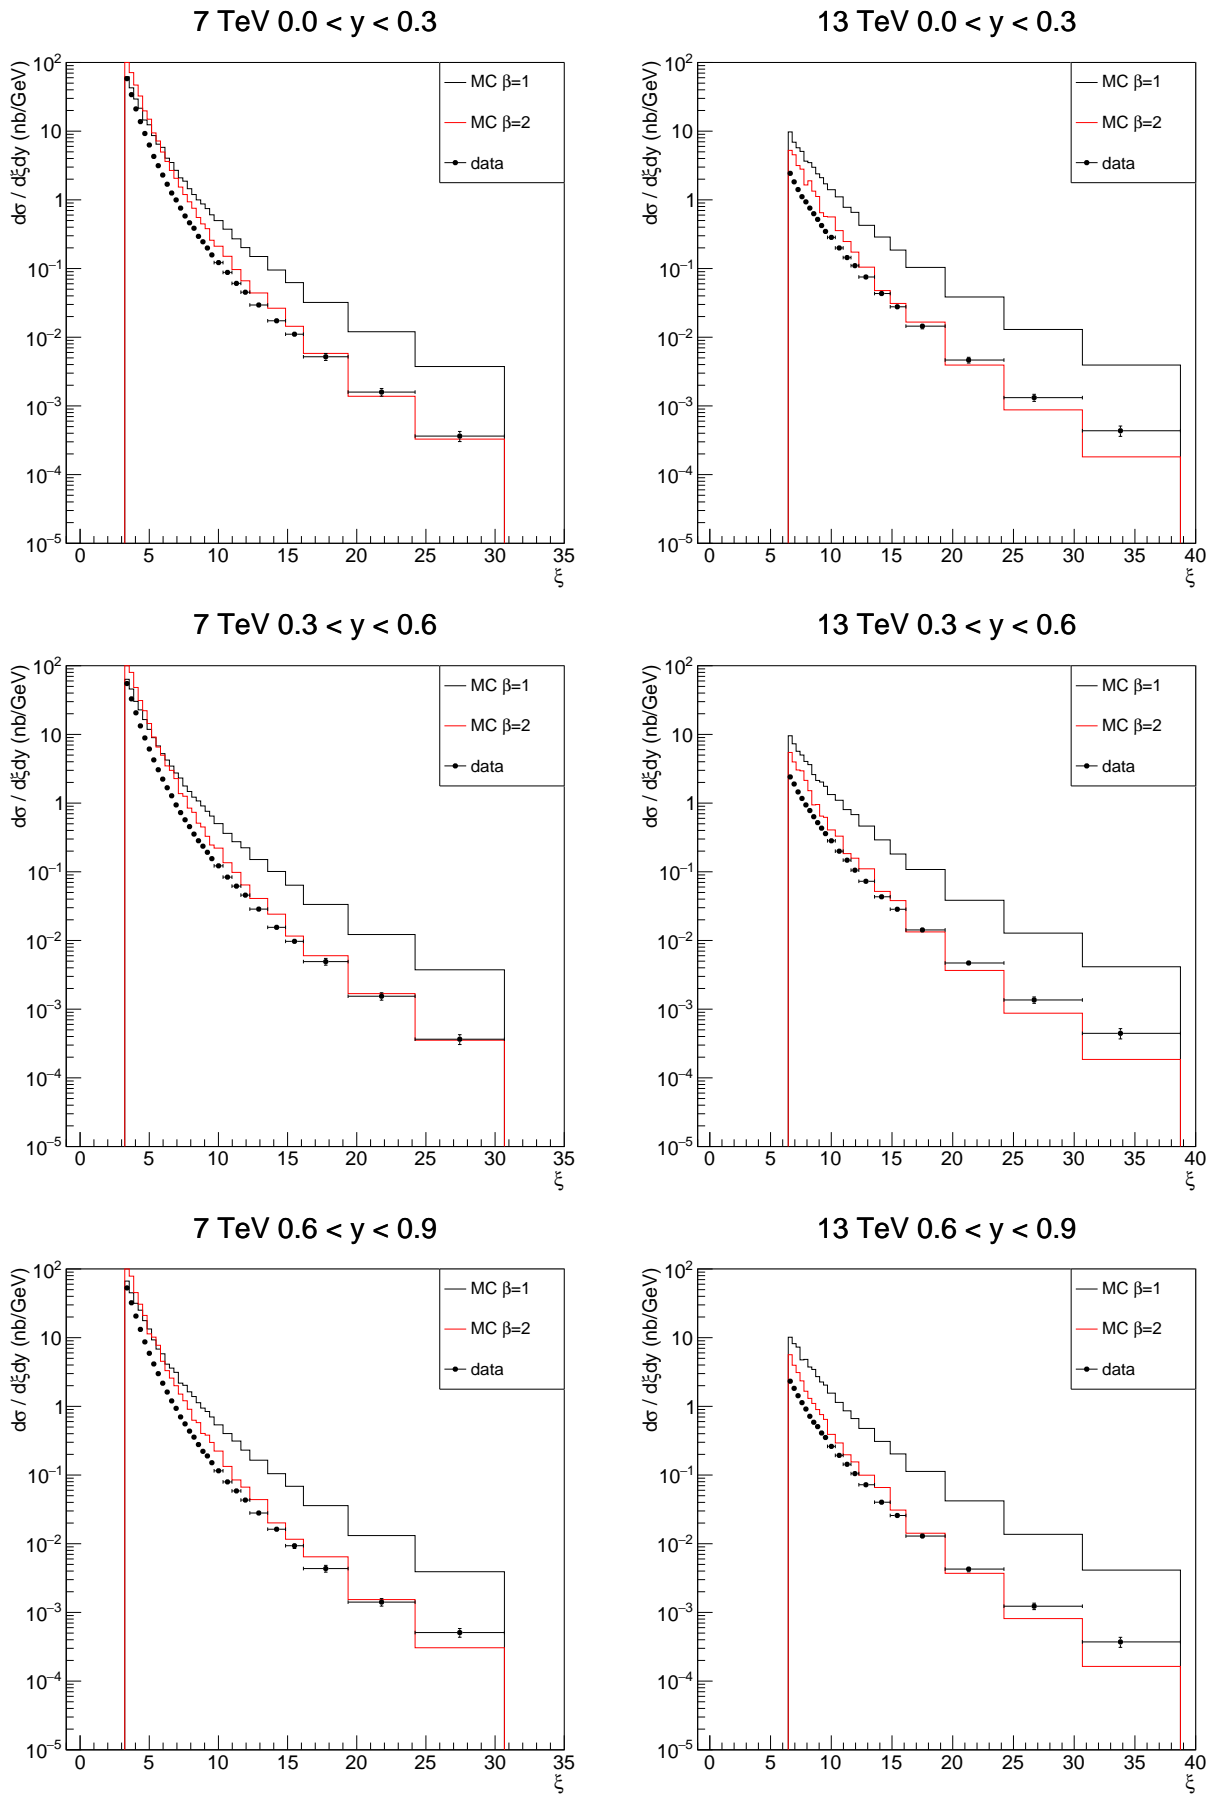 7 TeV 0.0 < y < 0.3
dσ / dξdy (nb/GeV)
10²
10
1
10⁻¹
10⁻²
10⁻³
10⁻⁴
10⁻⁵
MC β=1
MC β=2
data
0 5 10 15 20 25 30 35
ξ
13 TeV 0.0 < y < 0.3
dσ / dξdy (nb/GeV)
10²
10
1
10⁻¹
10⁻²
10⁻³
10⁻⁴
10⁻⁵
MC β=1
MC β=2
data
0 5 10 15 20 25 30 35 40
ξ
7 TeV 0.3 < y < 0.6
dσ / dξdy (nb/GeV)
10²
10
1
10⁻¹
10⁻²
10⁻³
10⁻⁴
10⁻⁵
MC β=1
MC β=2
data
0 5 10 15 20 25 30 35
ξ
13 TeV 0.3 < y < 0.6
dσ / dξdy (nb/GeV)
10²
10
1
10⁻¹
10⁻²
10⁻³
10⁻⁴
10⁻⁵
MC β=1
MC β=2
data
0 5 10 15 20 25 30 35 40
ξ
7 TeV 0.6 < y < 0.9
dσ / dξdy (nb/GeV)
10²
10
1
10⁻¹
10⁻²
10⁻³
10⁻⁴
10⁻⁵
MC β=1
MC β=2
data
0 5 10 15 20 25 30 35
ξ
13 TeV 0.6 < y < 0.9
dσ / dξdy (nb/GeV)
10²
10
1
10⁻¹
10⁻²
10⁻³
10⁻⁴
10⁻⁵
MC β=1
MC β=2
data
0 5 10 15 20 25 30 35 40
ξ